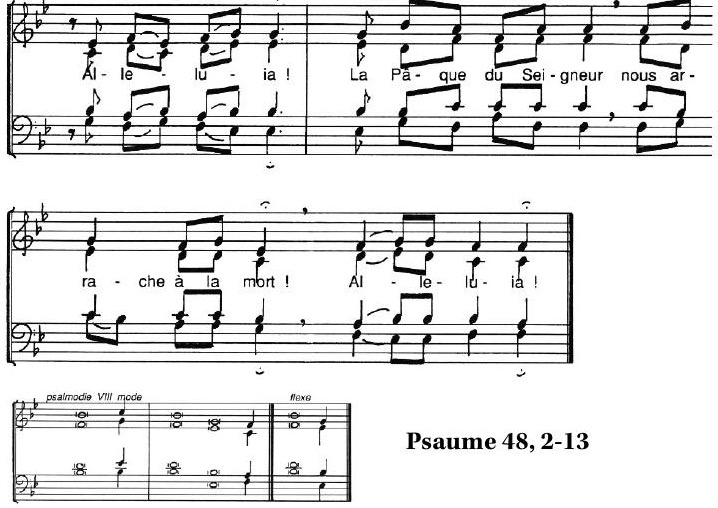 Al - le - lu - ia ! La Pâ - que du Sei - gneur nous ar -
ra - che à la mort ! Al - le - lu - ia !
psalmodie VIII mode flexe
Psaume 48, 2-13